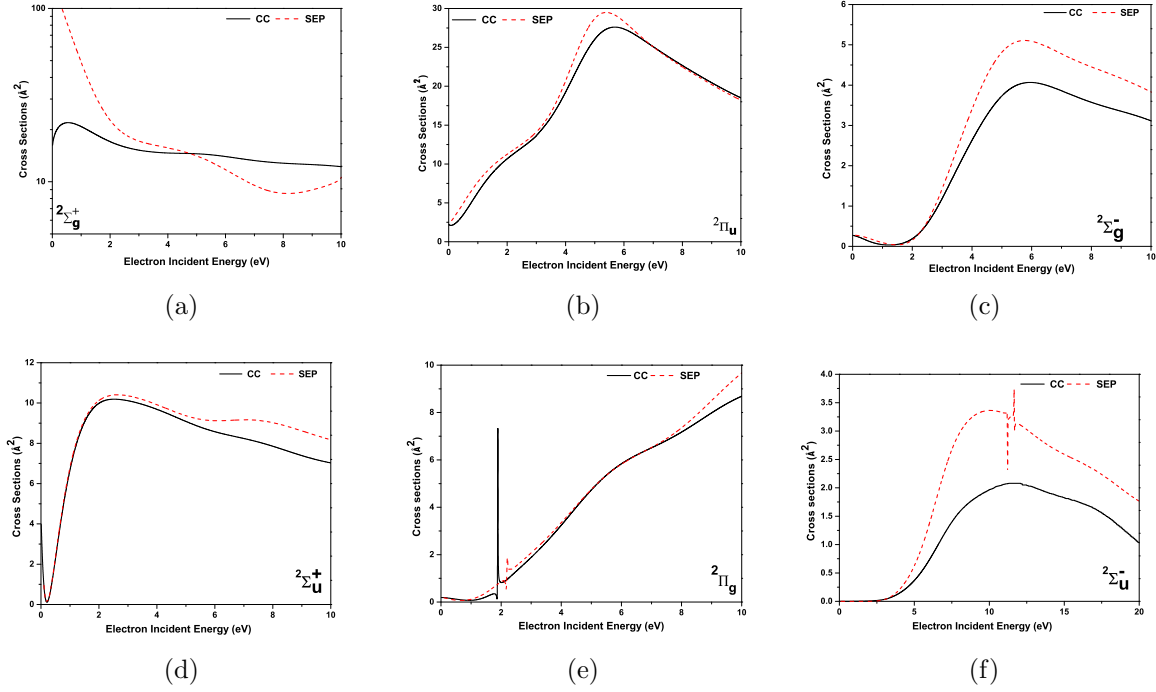 CC SEP
100
10
Cross Sections (Å²)
²Σg⁺
0 2 4 6 8 10
Electron Incident Energy (eV)
(a)
CC SEP
30
25
20
15
10
5
0
Cross Sections (Å²)
²Πu
0 2 4 6 8 10
Electron Incident Energy (eV)
(b)
CC SEP
6
5
4
3
2
1
0
Cross Sections (Å²)
²Σg⁻
0 2 4 6 8 10
Electron Incident Energy (eV)
(c)
CC SEP
12
10
8
6
4
2
0
Cross Sections (Å²)
²Σu⁺
0 2 4 6 8 10
Electron Incident Energy (eV)
(d)
CC SEP
10
8
6
4
2
0
Cross Sections (Å²)
²Πg
0 2 4 6 8 10
Electron Incident Energy (eV)
(e)
CC SEP
4.0
3.5
3.0
2.5
2.0
1.5
1.0
0.5
0.0
Cross sections (Å²)
²Σu⁻
0 5 10 15 20
Electron Incident Energy (eV)
(f)